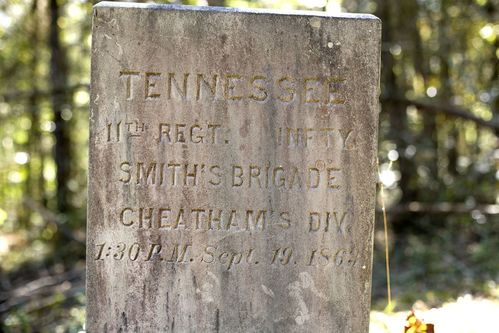 TENNESSEE
11TH REGT. INFTY.
SMITH'S BRIGADE
CHEATHAM'S DIV.
1:30 P.M. Sept. 19. 1863.